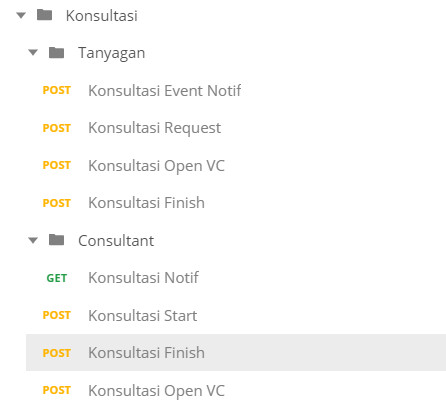 Konsultasi
Tanyagan
POST Konsultasi Event Notif
POST Konsultasi Request
POST Konsultasi Open VC
POST Konsultasi Finish
Consultant
GET Konsultasi Notif
POST Konsultasi Start
POST Konsultasi Finish
POST Konsultasi Open VC